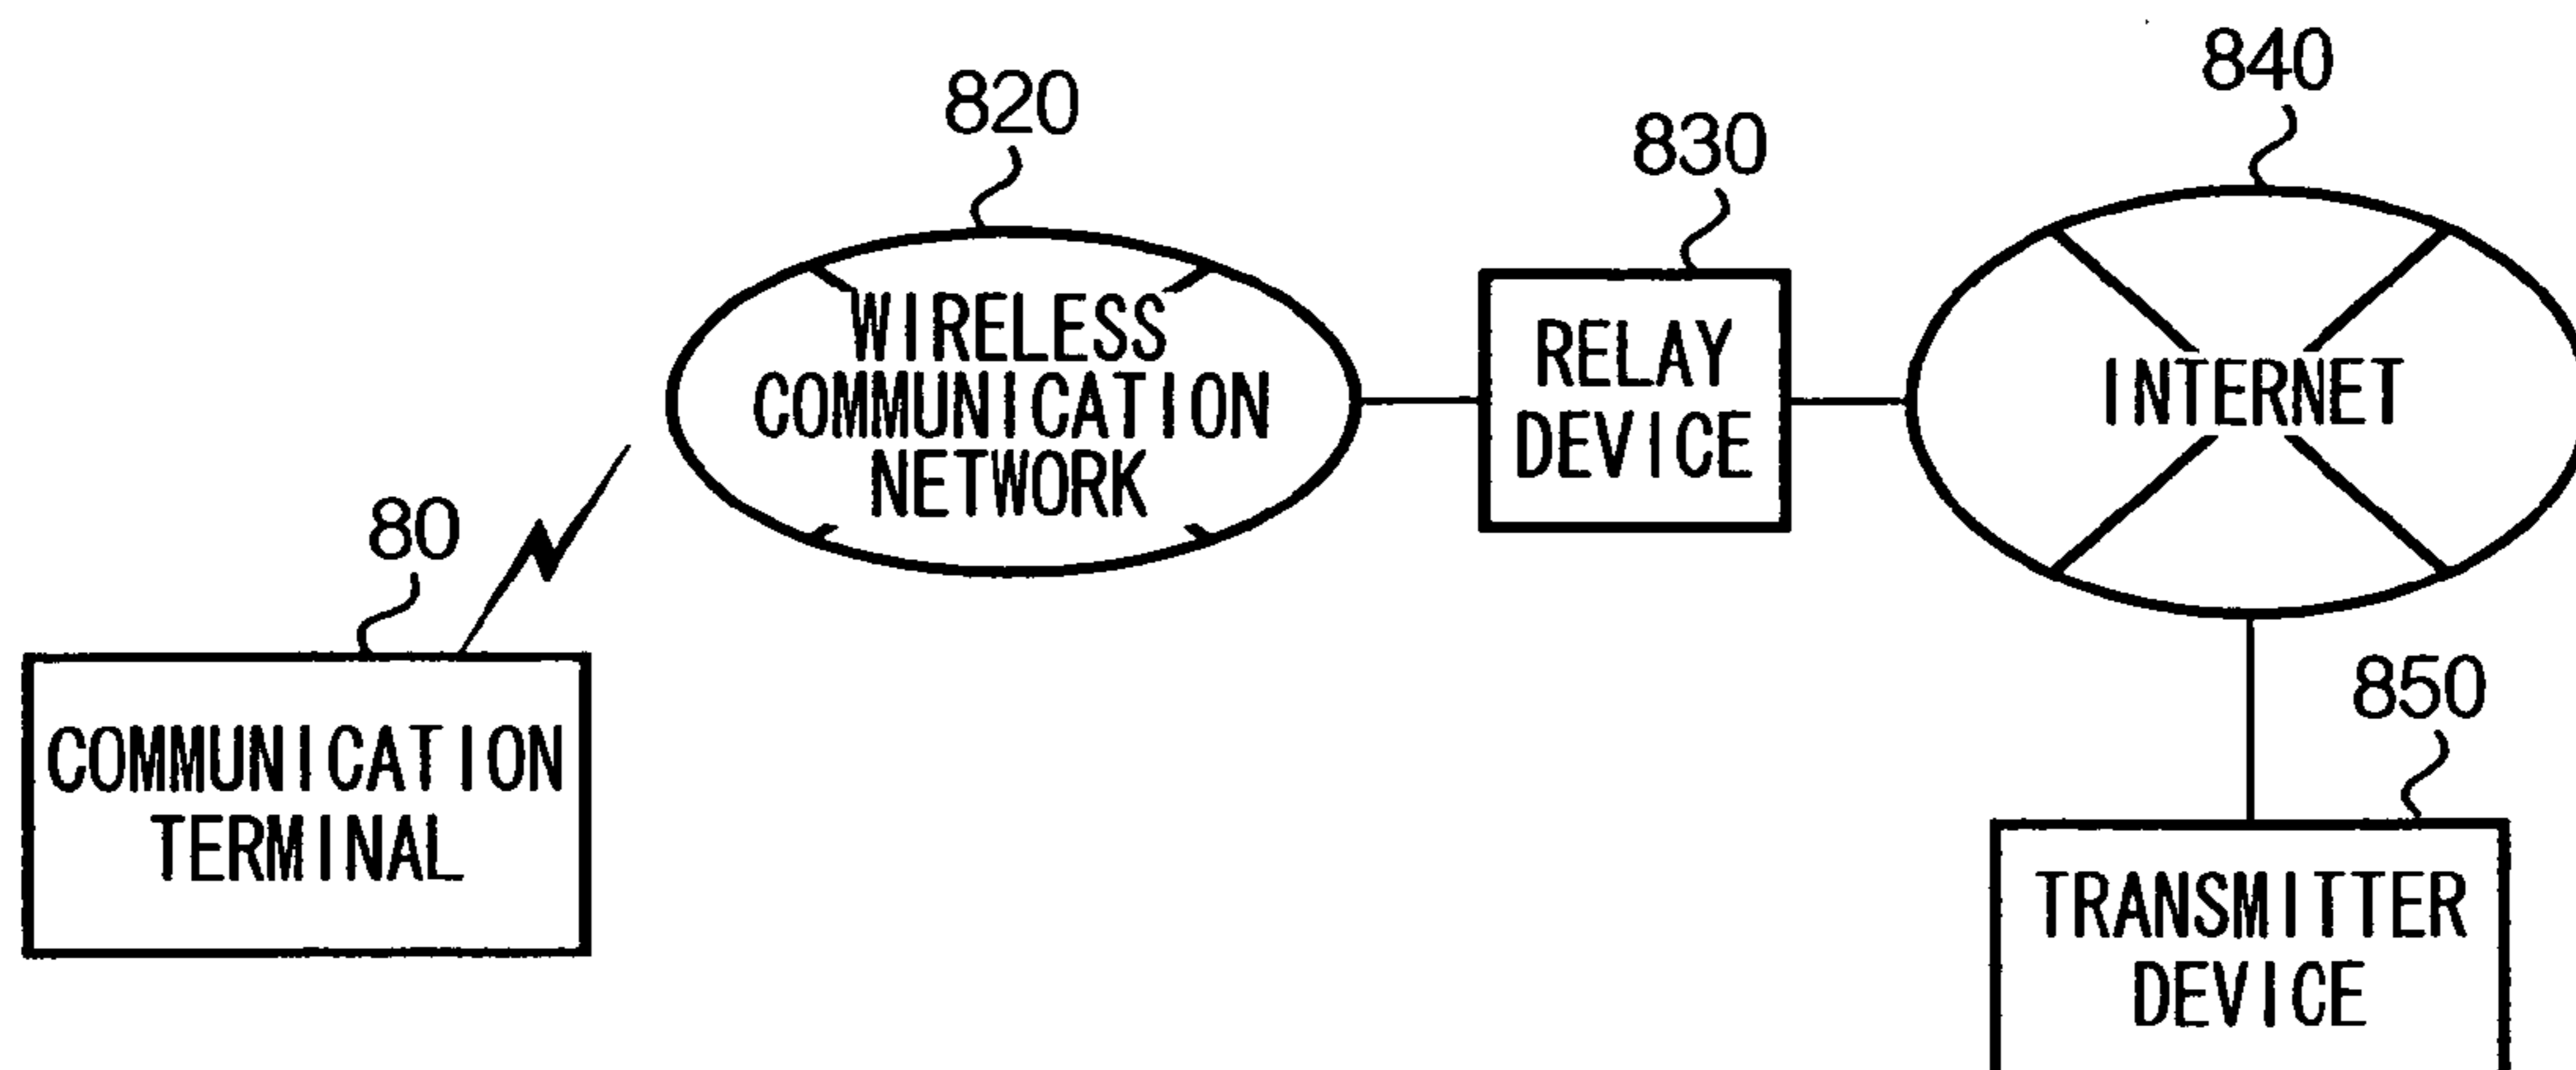 840
820
830
WIRELESS
COMMUNICATION
NETWORK
RELAY
DEVICE
INTERNET
80
850
COMMUNICATION
TERMINAL
TRANSMITTER
DEVICE